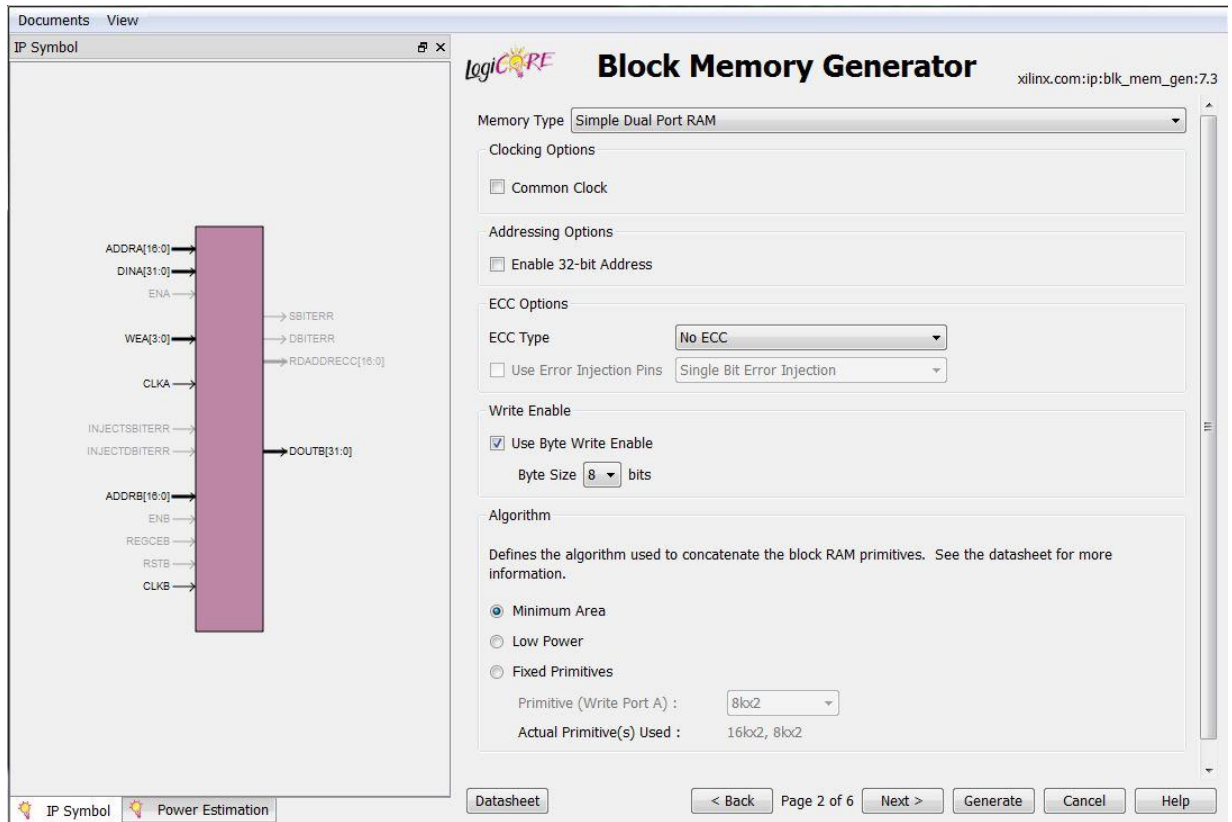 Documents View
IP Symbol
ADDRA[16:0]
DINA[31:0]
ENA
SBITERR
WEA[3:0]
DBITERR
RDADDRECC[16:0]
CLKA
INJECTSBITERR
INJECTDBITERR
DOUTB[31:0]
ADDRB[16:0]
ENB
REGCEB
RSTB
CLKB
IP Symbol Power Estimation
LogiCORE
Block Memory Generator
xilinx.com:ip:blk_mem_gen:7.3
Memory Type Simple Dual Port RAM
Clocking Options
Common Clock
Addressing Options
Enable 32-bit Address
ECC Options
ECC Type No ECC
Use Error Injection Pins Single Bit Error Injection
Write Enable
Use Byte Write Enable
Byte Size 8 bits
Algorithm
Defines the algorithm used to concatenate the block RAM primitives. See the datasheet for more
information.
Minimum Area
Low Power
Fixed Primitives
Primitive (Write Port A) : 8kx2
Actual Primitive(s) Used : 16kx2, 8kx2
Datasheet < Back Page 2 of 6 Next > Generate Cancel Help